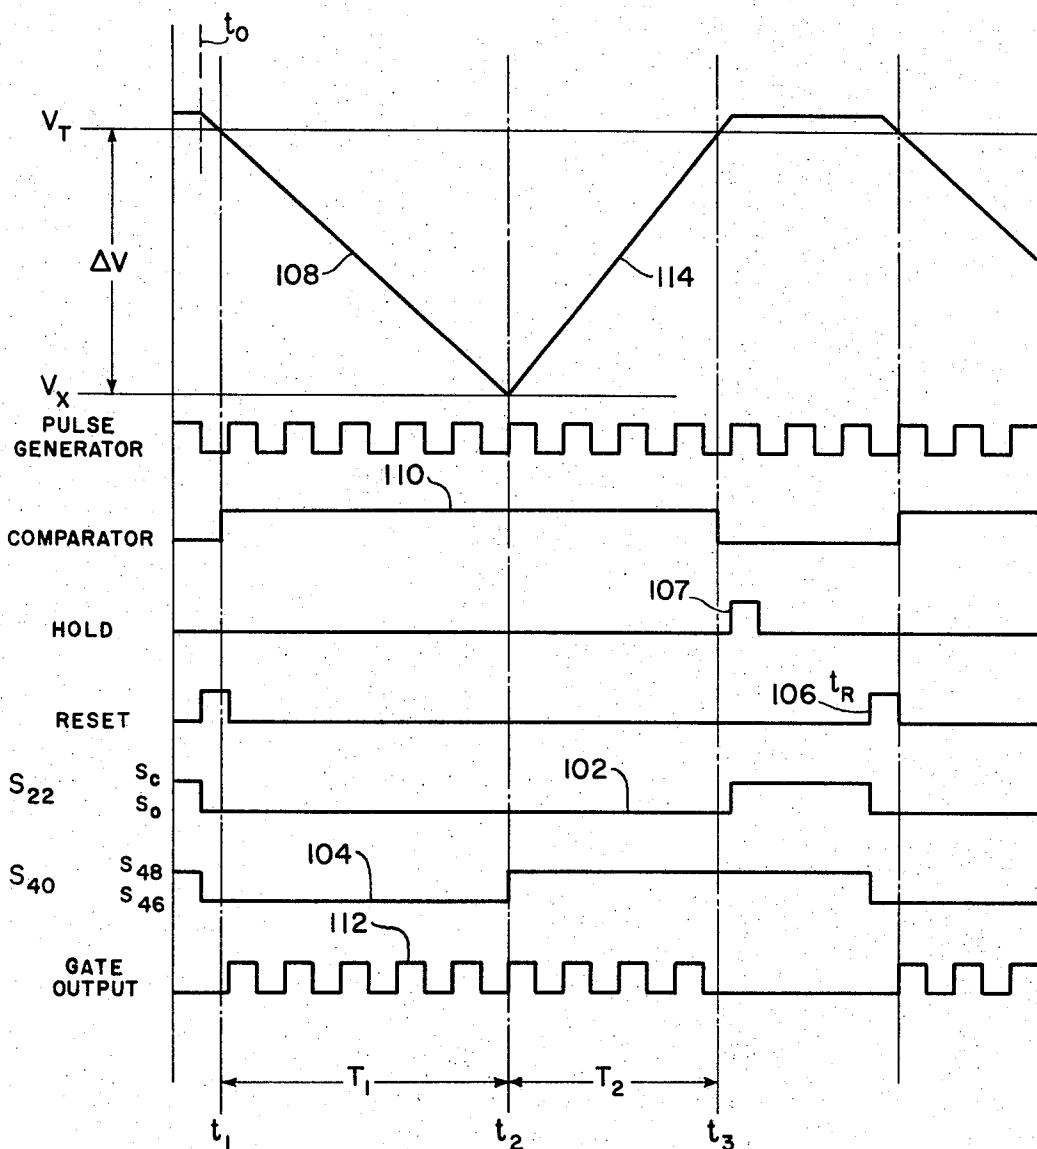 t0
VT
ΔV
108
114
VX
PULSE
GENERATOR
110
COMPARATOR
107
HOLD
106 tR
RESET
S22
Sc
So
102
S40
S48
S46
104
112
GATE
OUTPUT
T1
T2
t1
t2
t3